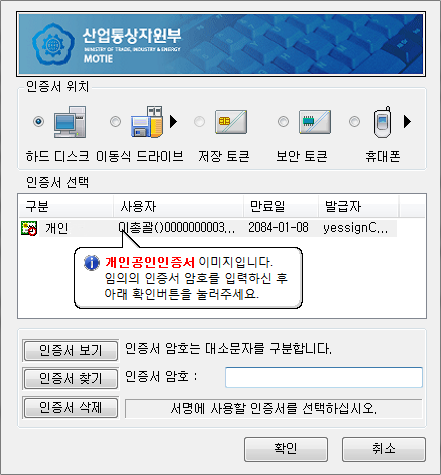 산업통상자원부
MINISTRY OF TRADE, INDUSTRY & ENERGY
MOTIE
인증서 위치
하드 디스크 이동식 드라이브 저장 토큰 보안 토큰 휴대폰
인증서 선택
구분 사용자 만료일 발급자
개인 이총괄()0000000003... 2084-01-08 yessignC...
개인공인인증서 이미지입니다.
임의의 인증서 암호를 입력하신 후
아래 확인버튼을 눌러주세요.
인증서 보기 인증서 암호는 대소문자를 구분합니다.
인증서 찾기 인증서 암호 :
인증서 삭제 서명에 사용할 인증서를 선택하십시오.
확인 취소